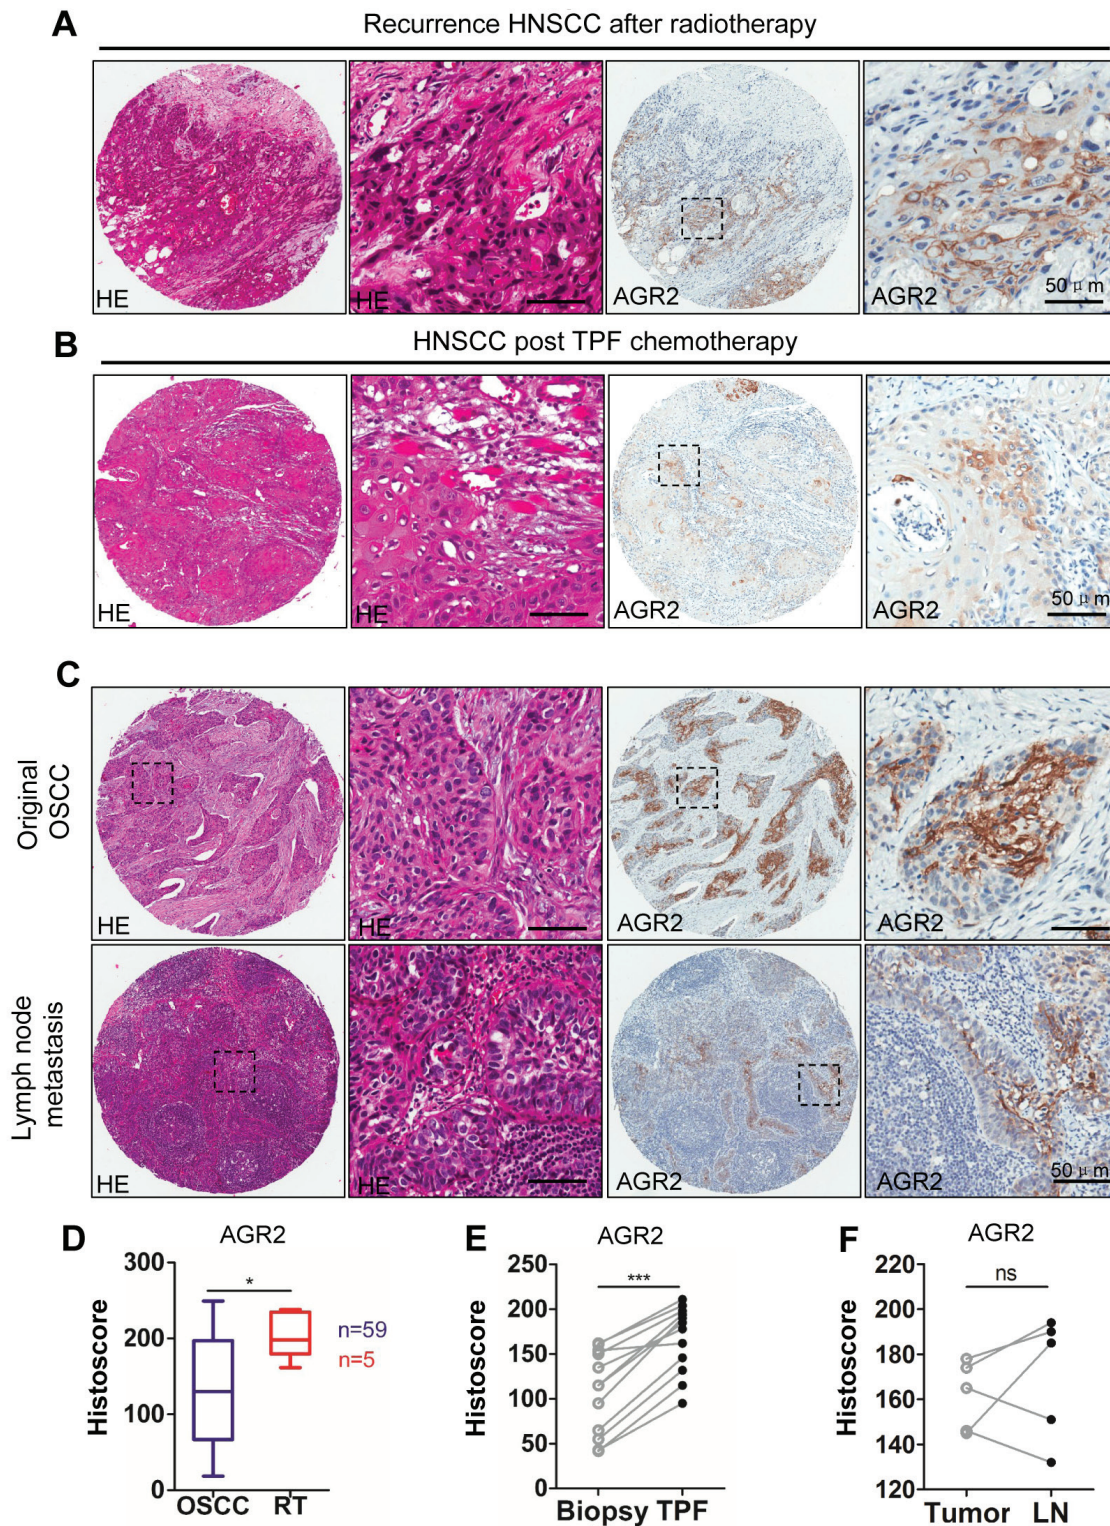 A
Recurrence HNSCC after radiotherapy
HE
HE
AGR2
AGR2
50 μm
B
HNSCC post TPF chemotherapy
HE
HE
AGR2
AGR2
50 μm
C
Original
OSCC
HE
HE
AGR2
AGR2
Lymph node
metastasis
HE
HE
AGR2
AGR2
50 μm
D
AGR2
Histoscore
300
200
100
0
*
n=59
n=5
OSCC
RT
E
AGR2
Histoscore
250
200
150
100
50
0
***
Biopsy
TPF
F
AGR2
Histoscore
220
200
180
160
140
120
ns
Tumor
LN